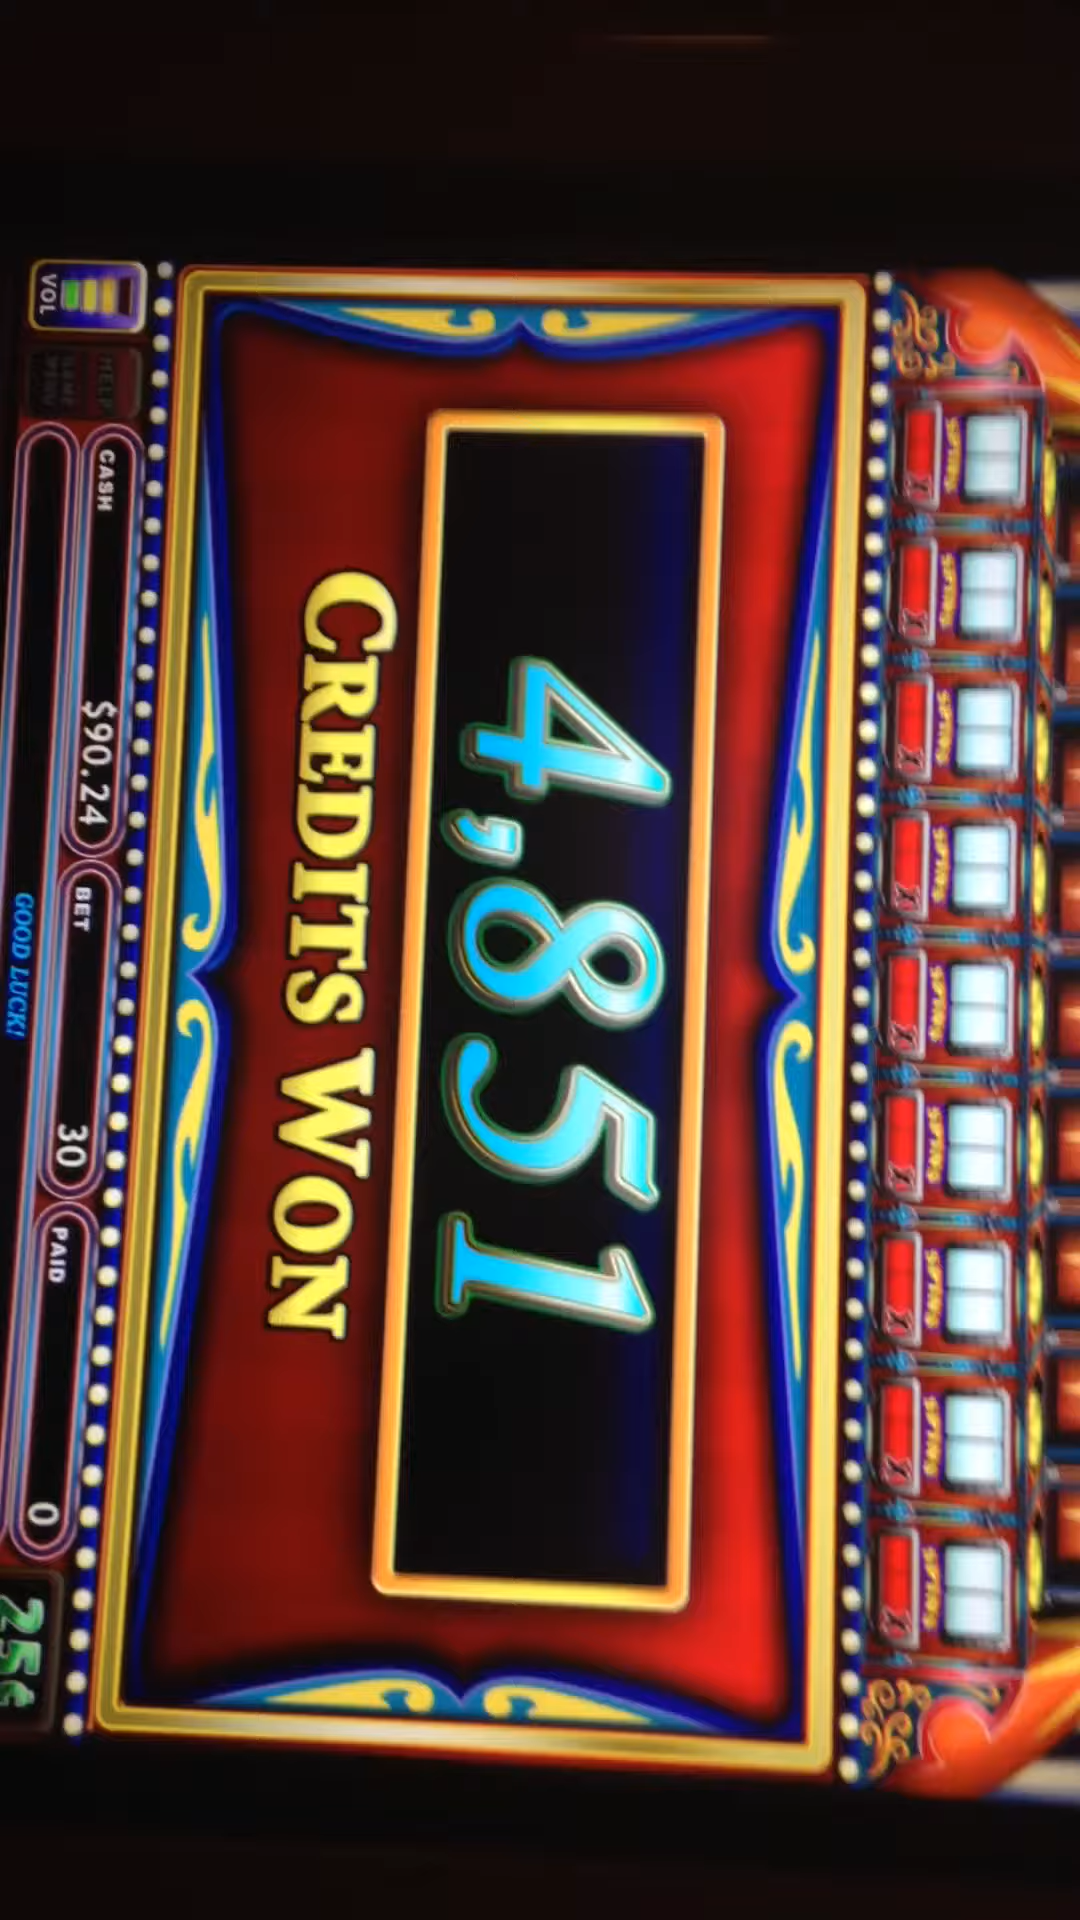 4,851
CREDITS WON
VOL
CASH
$90.24
BET
30
PAID
0
GOOD LUCK!
25¢